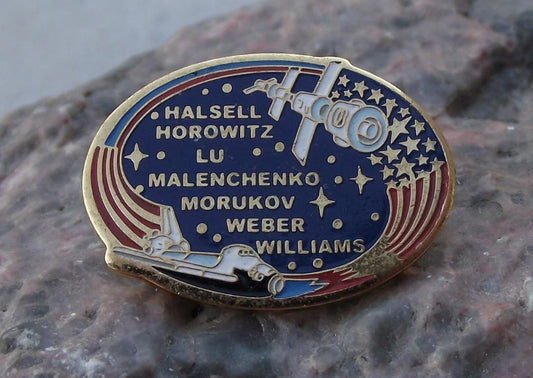 HALSELL
HOROWITZ
LU
MALENCHENKO
MORUKOV
WEBER
WILLIAMS